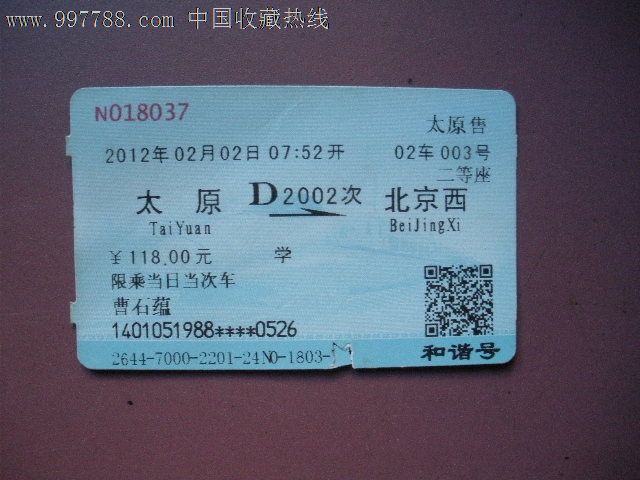 www.997788.com 中国收藏热线
N018037
太原售
2012年02月02日07:52开
02车003号
二等座
太原
D2002次
北京西
TaiYuan
BeiJingXi
￥118.00元
学
限乘当日当次车
曹石蕴
1401051988****0526
2644-7000-2201-24N0-1803-
和谐号